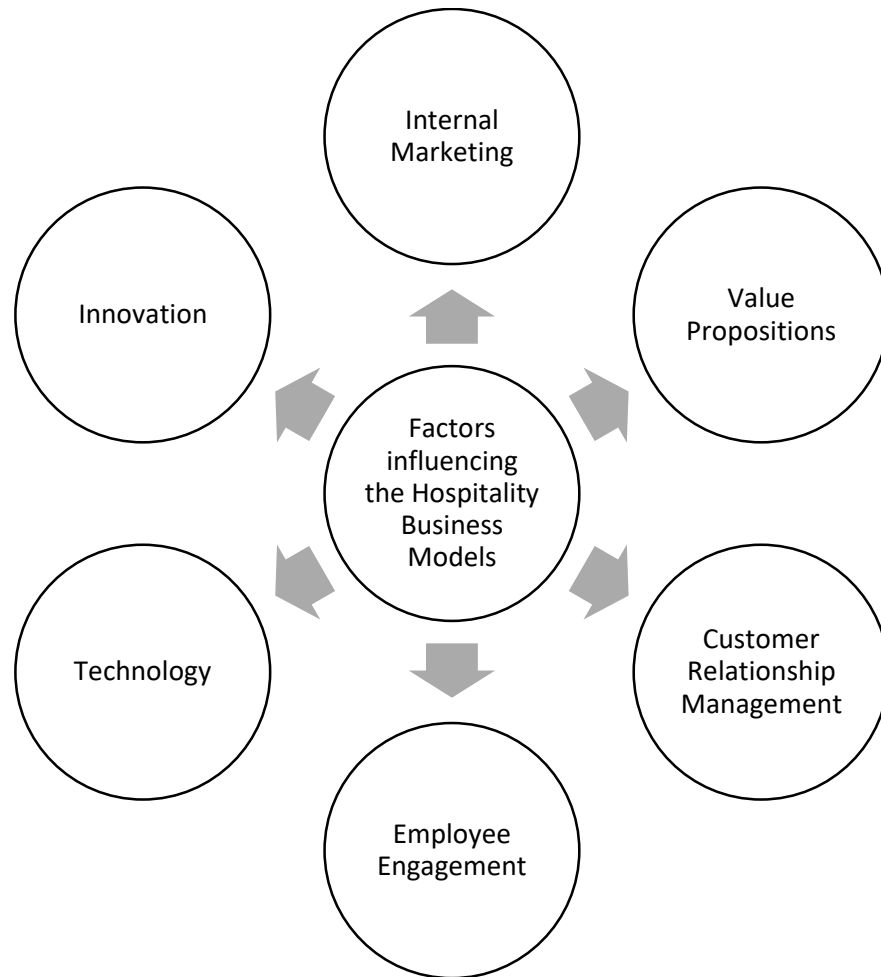 Internal
Marketing
Innovation
Value
Propositions
Factors
influencing
the Hospitality
Business
Models
Technology
Customer
Relationship
Management
Employee
Engagement